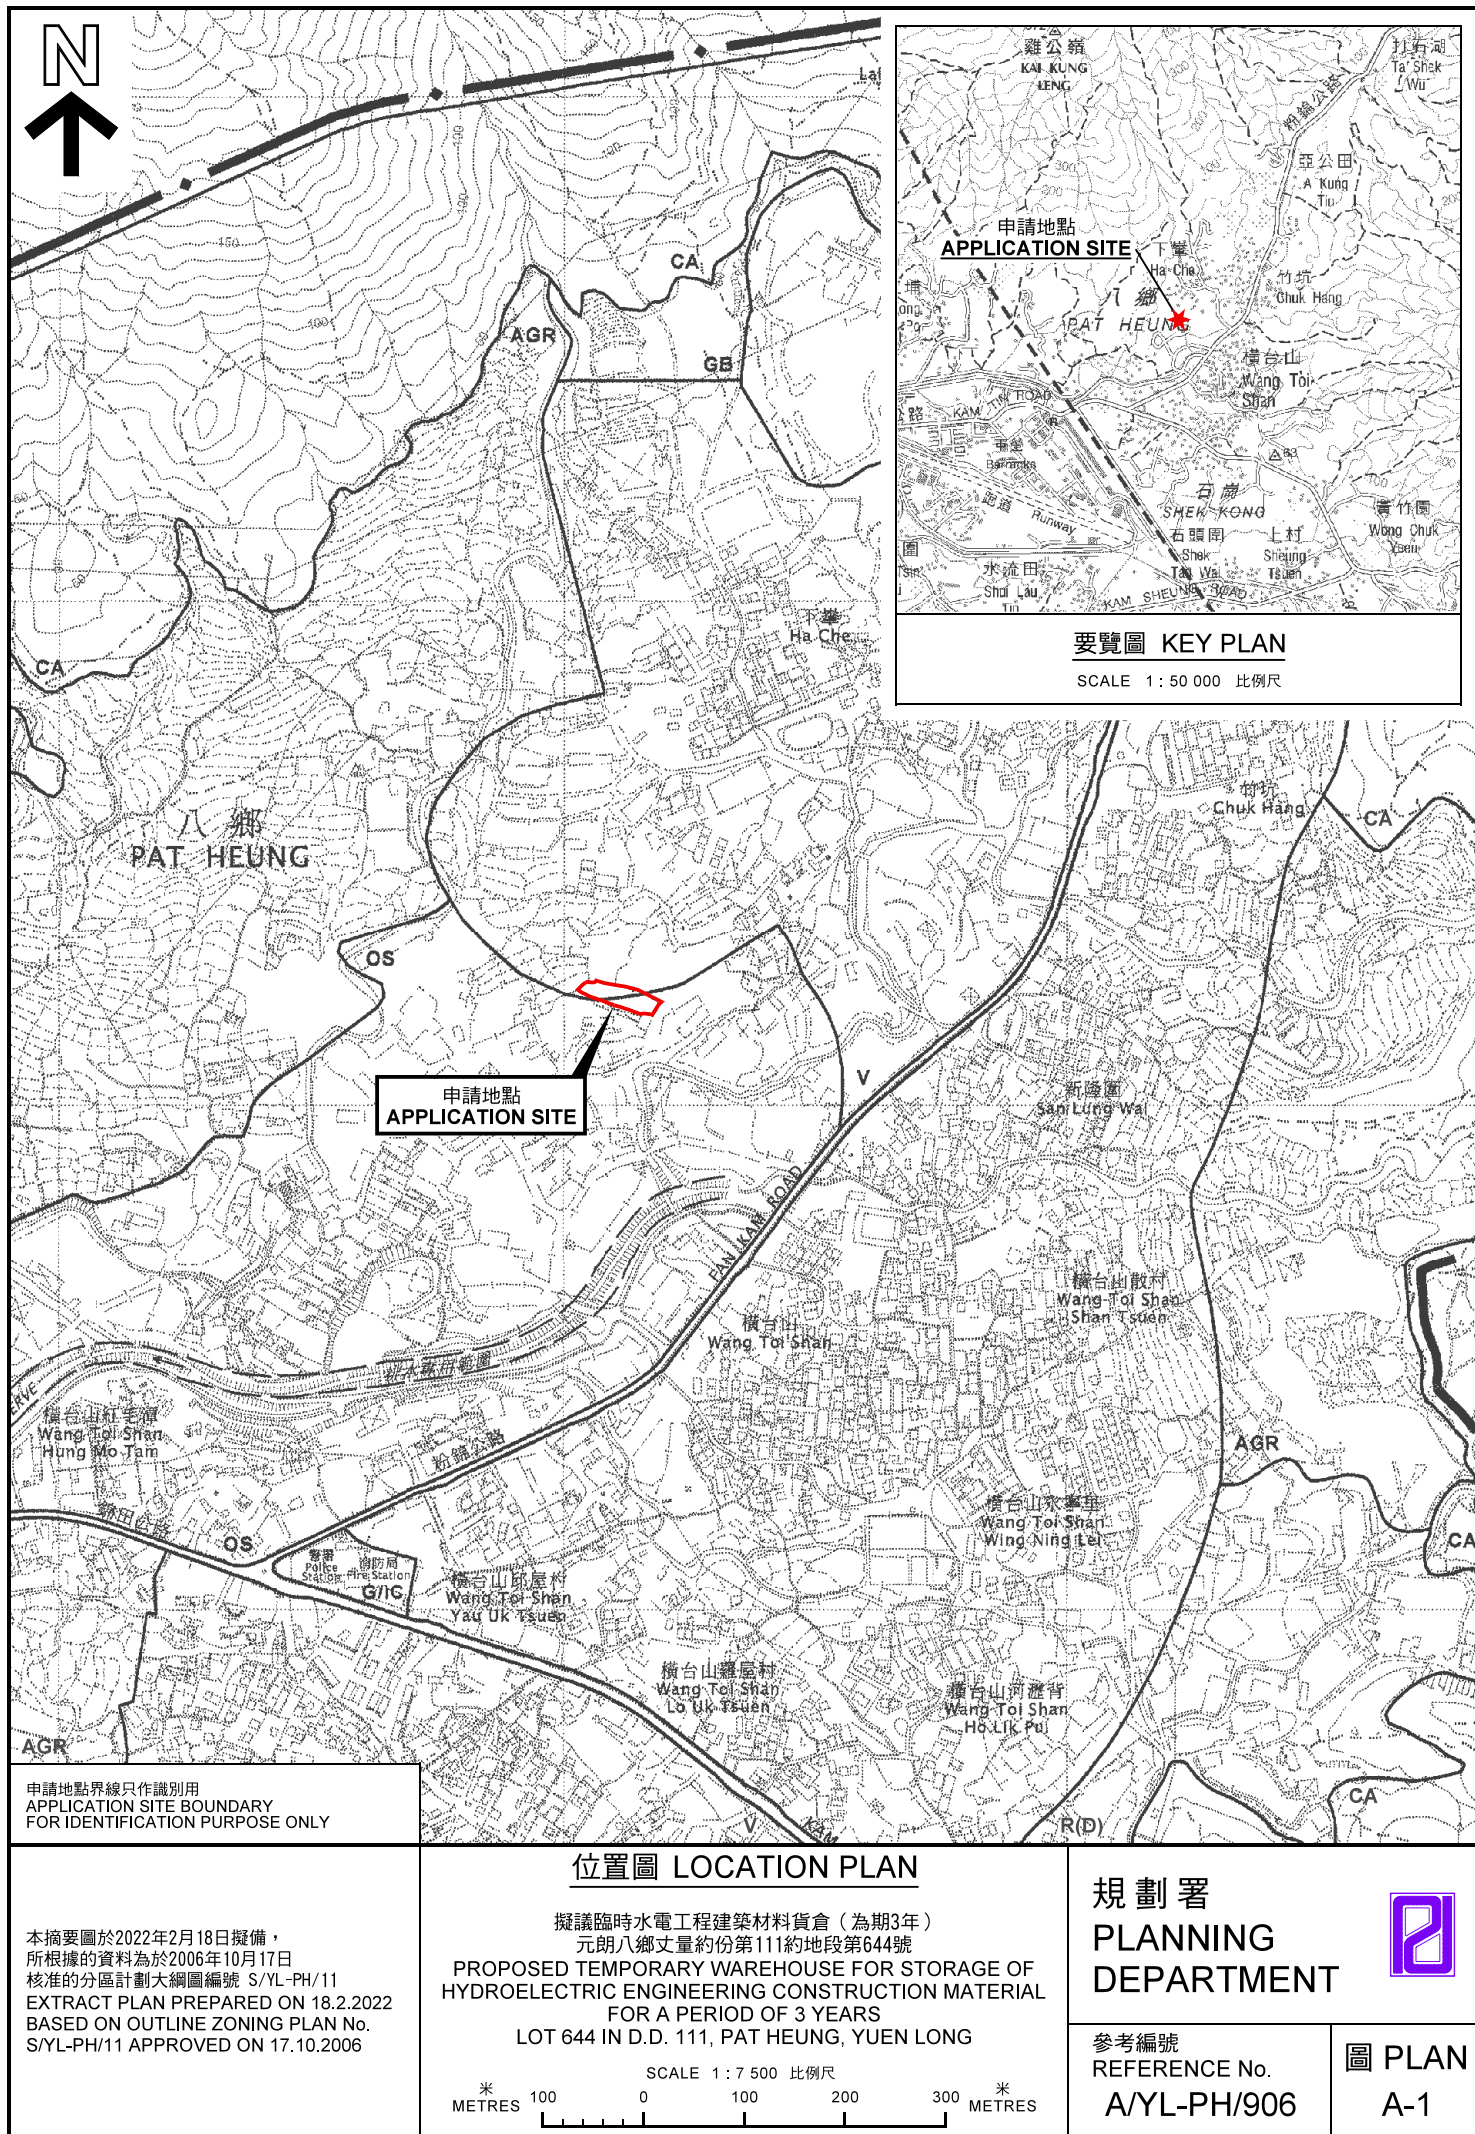 N
雞公嶺
KAI KUNG
LENG
打石湖
Ta Shek
Wu
粉錦公路
亞公田
A Kung
Tin
申請地點
APPLICATION SITE
下輋
Ha Che
竹坑
Chuk Hang
八鄉
PAT HEUNG
橫台山
Wang Toi
Shan
KAM TIN ROAD
Barracks
跑道
Runway
石崗
SHEK KONG
石頭圍
Shek
Tau Wai
上村
Sheung
Tsuen
黃竹園
Wong Chuk
Yuen
水流田
Shui Lau
Tin
KAM SHEUNG ROAD
要覽圖 KEY PLAN
SCALE 1 : 50 000 比例尺
CA
AGR
GB
下輋
Ha Che
CA
八鄉
PAT HEUNG
竹坑
Chuk Hang
CA
OS
申請地點
APPLICATION SITE
V
新隆圍
San Lung Wai
FAN KAM ROAD
橫台山散村
Wang Toi Shan
Shan Tsuen
橫台山
Wang Toi Shan
橫台山紅毛潭
Wang Toi Shan
Hung Mo Tam
粉錦公路
AGR
橫台山永寧里
Wang Toi Shan
Wing Ning Lei
CA
錦田公路
OS
警署
Police
Station
消防局
Fire Station
G/IC
橫台山邱屋村
Wang Toi Shan
Yau Uk Tsuen
橫台山羅屋村
Wang Toi Shan
Lo Uk Tsuen
橫台山河瀝背
Wang Toi Shan
Ho Lik Pui
AGR
CA
V
KAM
R(D)
申請地點界線只作識別用
APPLICATION SITE BOUNDARY
FOR IDENTIFICATION PURPOSE ONLY
本摘要圖於2022年2月18日擬備，
所根據的資料為於2006年10月17日
核准的分區計劃大綱圖編號 S/YL-PH/11
EXTRACT PLAN PREPARED ON 18.2.2022
BASED ON OUTLINE ZONING PLAN No.
S/YL-PH/11 APPROVED ON 17.10.2006
位置圖 LOCATION PLAN
擬議臨時水電工程建築材料貨倉（為期3年）
元朗八鄉丈量約份第111約地段第644號
PROPOSED TEMPORARY WAREHOUSE FOR STORAGE OF
HYDROELECTRIC ENGINEERING CONSTRUCTION MATERIAL
FOR A PERIOD OF 3 YEARS
LOT 644 IN D.D. 111, PAT HEUNG, YUEN LONG
SCALE 1 : 7 500 比例尺
米
METRES 100 0 100 200 300 米
METRES
規劃署
PLANNING
DEPARTMENT
參考編號
REFERENCE No.
A/YL-PH/906
圖 PLAN
A-1